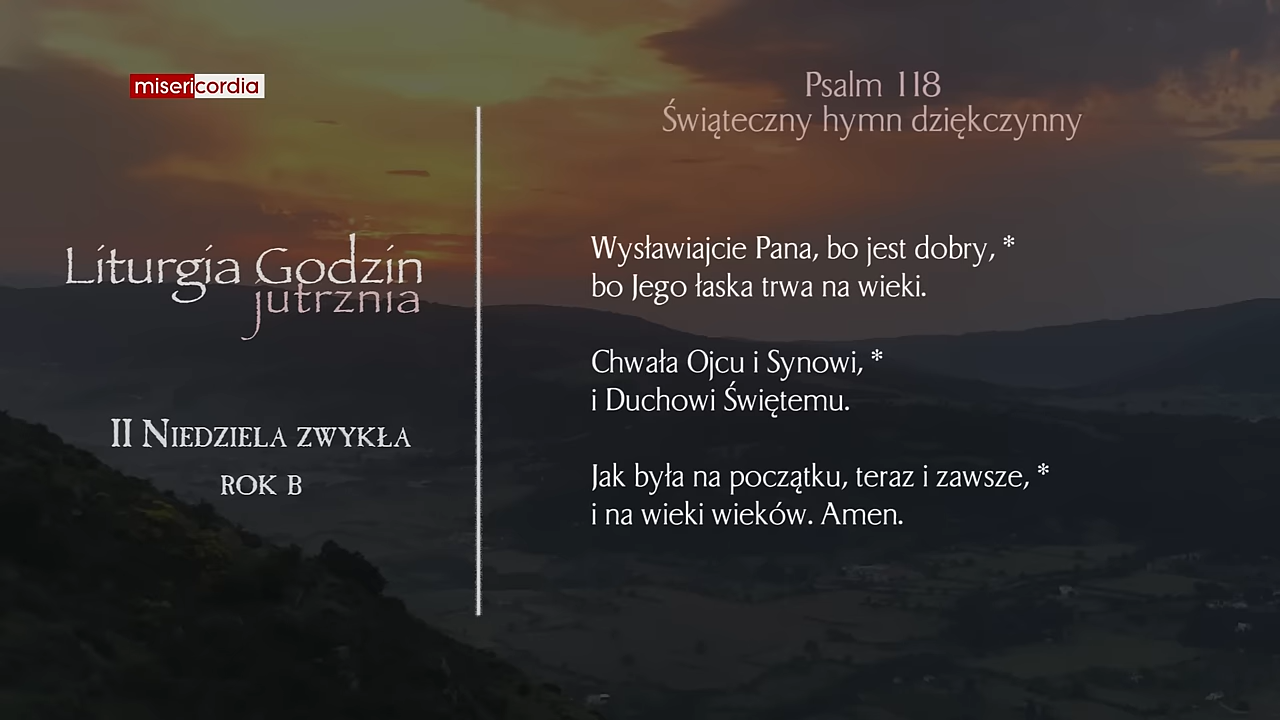 misericordia
Liturgia Godzin
jutrznia
II Niedziela zwykła
rok B
Psalm 118
Świąteczny hymn dziękczynny
Wysławiajcie Pana, bo jest dobry, *
bo Jego łaska trwa na wieki.
Chwała Ojcu i Synowi, *
i Duchowi Świętemu.
Jak była na początku, teraz i zawsze, *
i na wieki wieków. Amen.